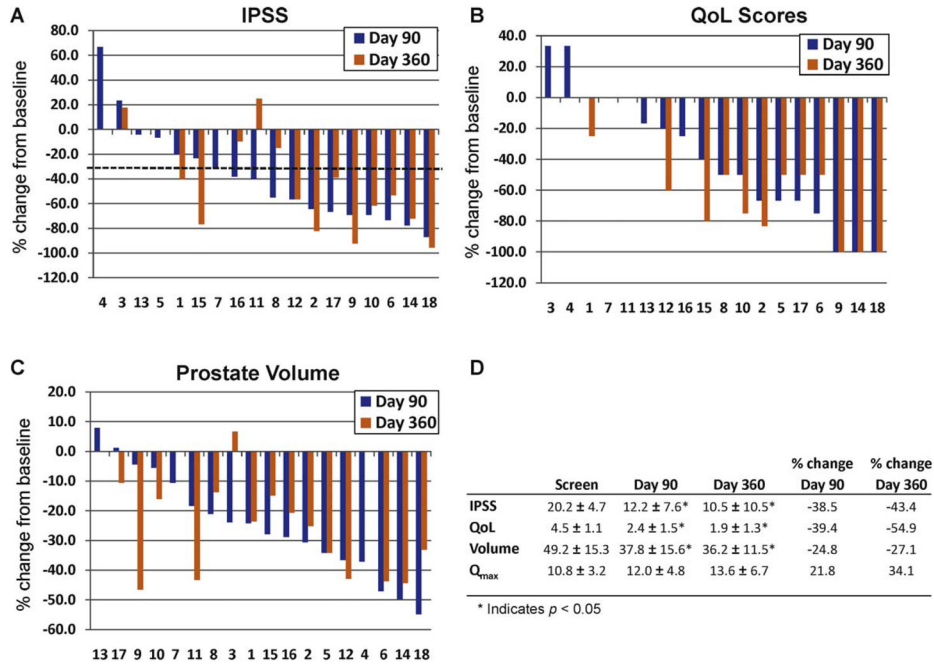 A
IPSS
% change from baseline
80.0
60.0
40.0
20.0
0.0
-20.0
-40.0
-60.0
-80.0
-100.0
-120.0
Day 90
Day 360
4 3 13 5 1 15 7 16 11 8 12 2 17 9 10 6 14 18
B
QoL Scores
% change from baseline
60.0
40.0
20.0
0.0
-20.0
-40.0
-60.0
-80.0
-100.0
-120.0
Day 90
Day 360
3 4 1 7 11 13 12 16 15 8 10 2 5 17 6 9 14 18
C
Prostate Volume
% change from baseline
20.0
10.0
0.0
-10.0
-20.0
-30.0
-40.0
-50.0
-60.0
Day 90
Day 360
13 17 9 10 7 11 8 3 1 15 16 2 5 12 4 6 14 18
D
% change % change
Screen Day 90 Day 360 Day 90 Day 360
IPSS 20.2 ± 4.7 12.2 ± 7.6* 10.5 ± 10.5* -38.5 -43.4
QoL 4.5 ± 1.1 2.4 ± 1.5* 1.9 ± 1.3* -39.4 -54.9
Volume 49.2 ± 15.3 37.8 ± 15.6* 36.2 ± 11.5* -24.8 -27.1
Qmax 10.8 ± 3.2 12.0 ± 4.8 13.6 ± 6.7 21.8 34.1
* Indicates p < 0.05